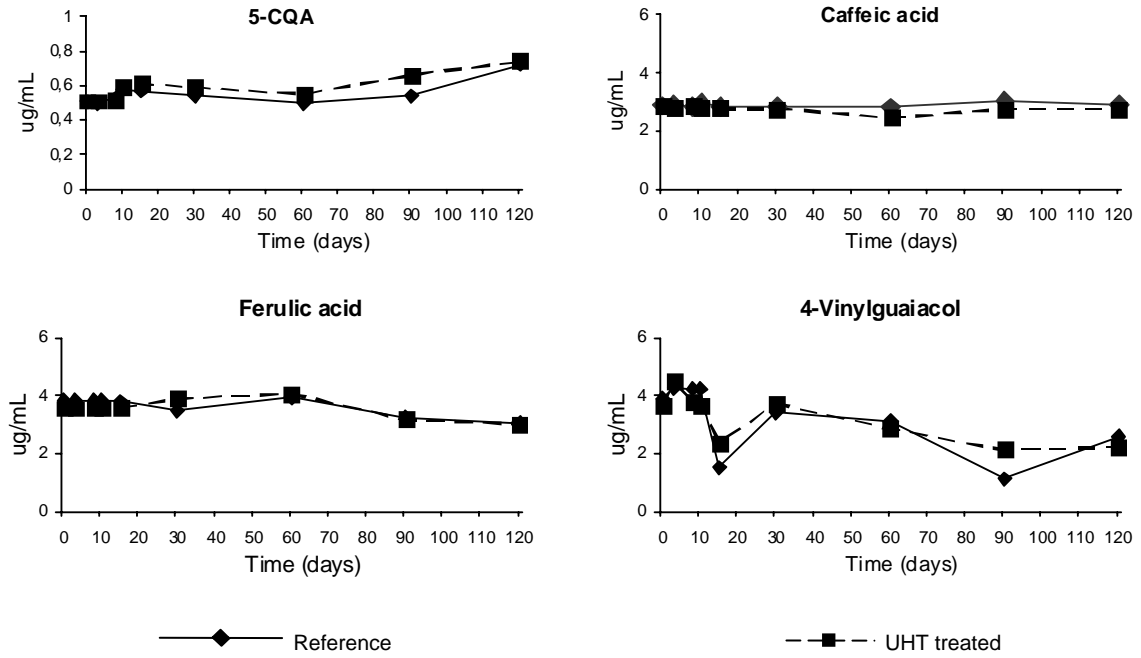 5-CQA
1
0,8
0,6
0,4
0,2
0
ug/mL
0 10 20 30 40 50 60 70 80 90 100 110 120
Time (days)
Caffeic acid
6
4
2
0
ug/mL
0 10 20 30 40 50 60 70 80 90 100 110 120
Time (days)
Ferulic acid
6
4
2
0
ug/mL
0 10 20 30 40 50 60 70 80 90 100 110 120
Time (days)
4-Vinylguaiacol
6
4
2
0
ug/mL
0 10 20 30 40 50 60 70 80 90 100 110 120
Time (days)
Reference
UHT treated